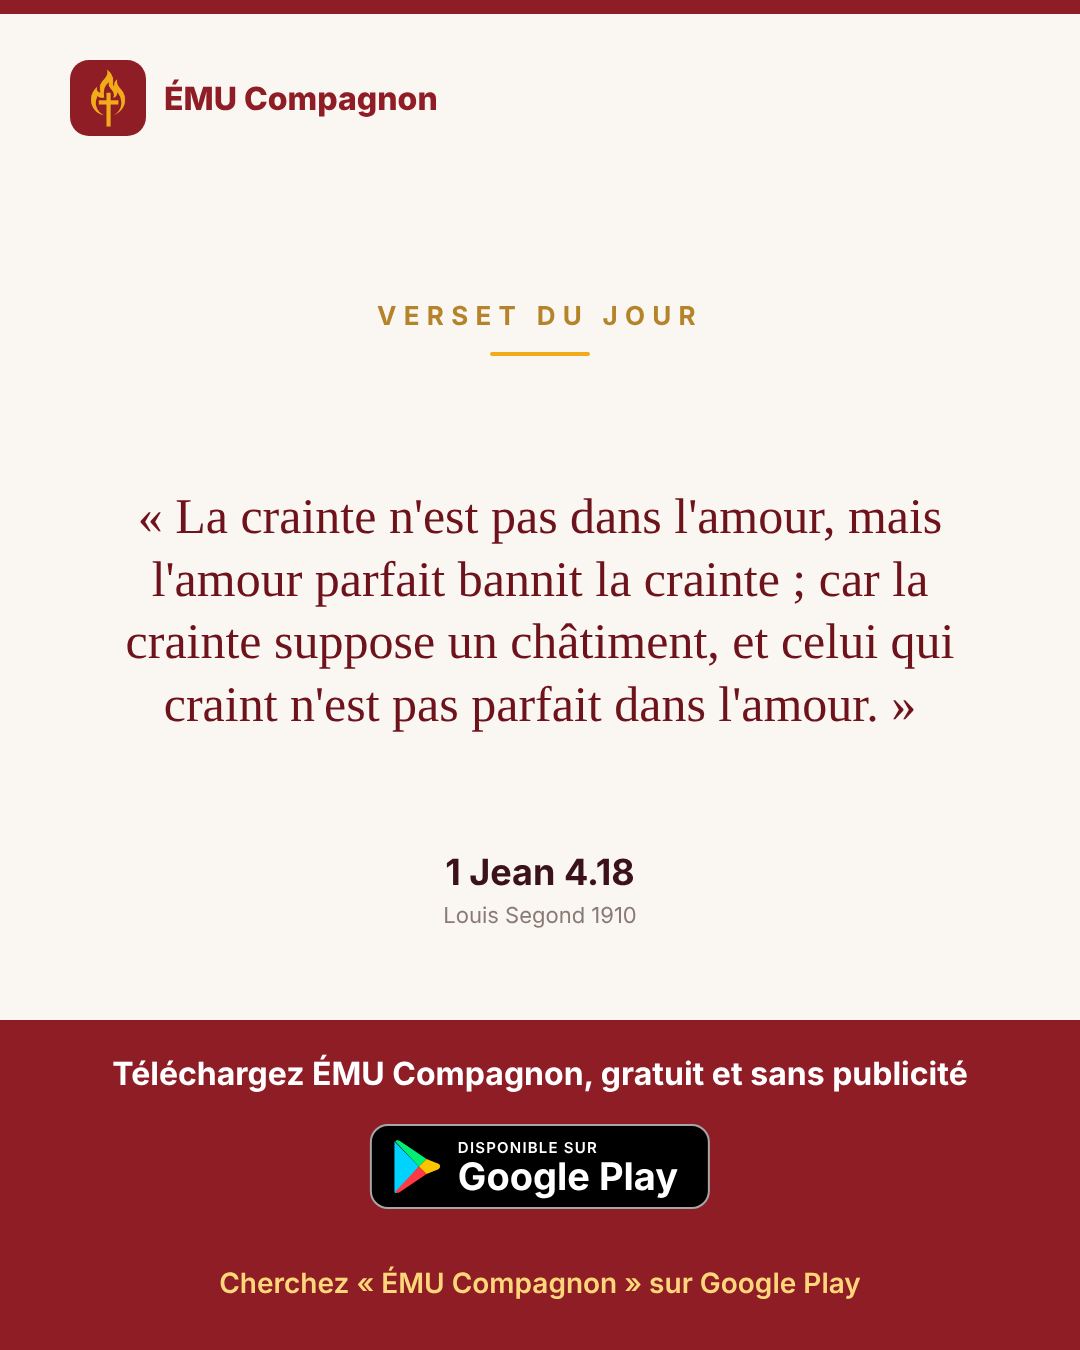 ÉMU Compagnon
VERSET DU JOUR
« La crainte n'est pas dans l'amour, mais
l'amour parfait bannit la crainte ; car la
crainte suppose un châtiment, et celui qui
craint n'est pas parfait dans l'amour. »
1 Jean 4.18
Louis Segond 1910
Téléchargez ÉMU Compagnon, gratuit et sans publicité
DISPONIBLE SUR
Google Play
Cherchez « ÉMU Compagnon » sur Google Play